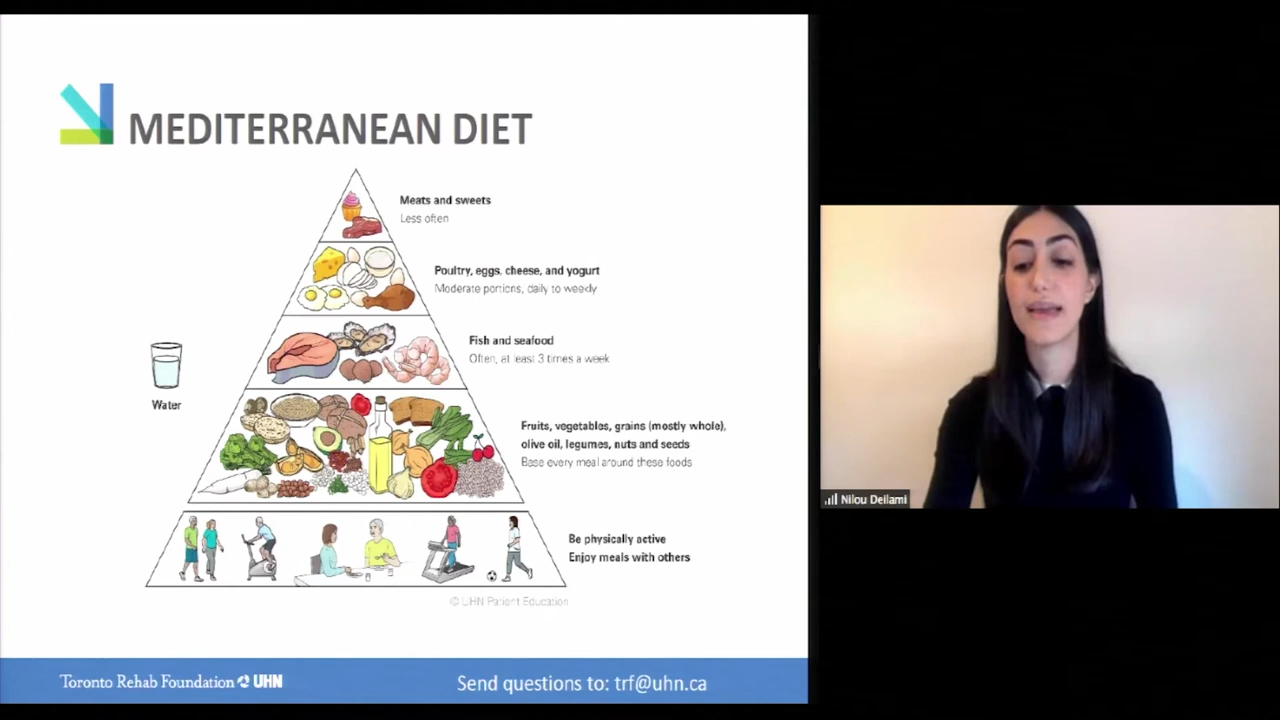 MEDITERRANEAN DIET
Meats and sweets
Less often
Poultry, eggs, cheese, and yogurt
Moderate portions, daily to weekly
Fish and seafood
Often, at least 3 times a week
Water
Fruits, vegetables, grains (mostly whole),
olive oil, legumes, nuts and seeds
Base every meal around these foods
Be physically active
Enjoy meals with others
© UHN Patient Education
Toronto Rehab Foundation UHN
Send questions to: trf@uhn.ca
Nilou Deilami